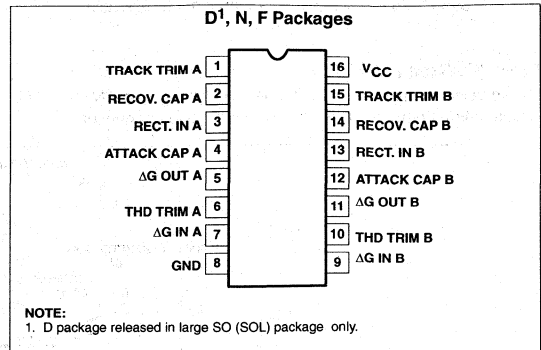 D1, N, F Packages
TRACK TRIM A 1
RECOV. CAP A 2
RECT. IN A 3
ATTACK CAP A 4
ΔG OUT A 5
THD TRIM A 6
ΔG IN A 7
GND 8
16 VCC
15 TRACK TRIM B
14 RECOV. CAP B
13 RECT. IN B
12 ATTACK CAP B
11 ΔG OUT B
10 THD TRIM B
9 ΔG IN B
NOTE:
1. D package released in large SO (SOL) package only.